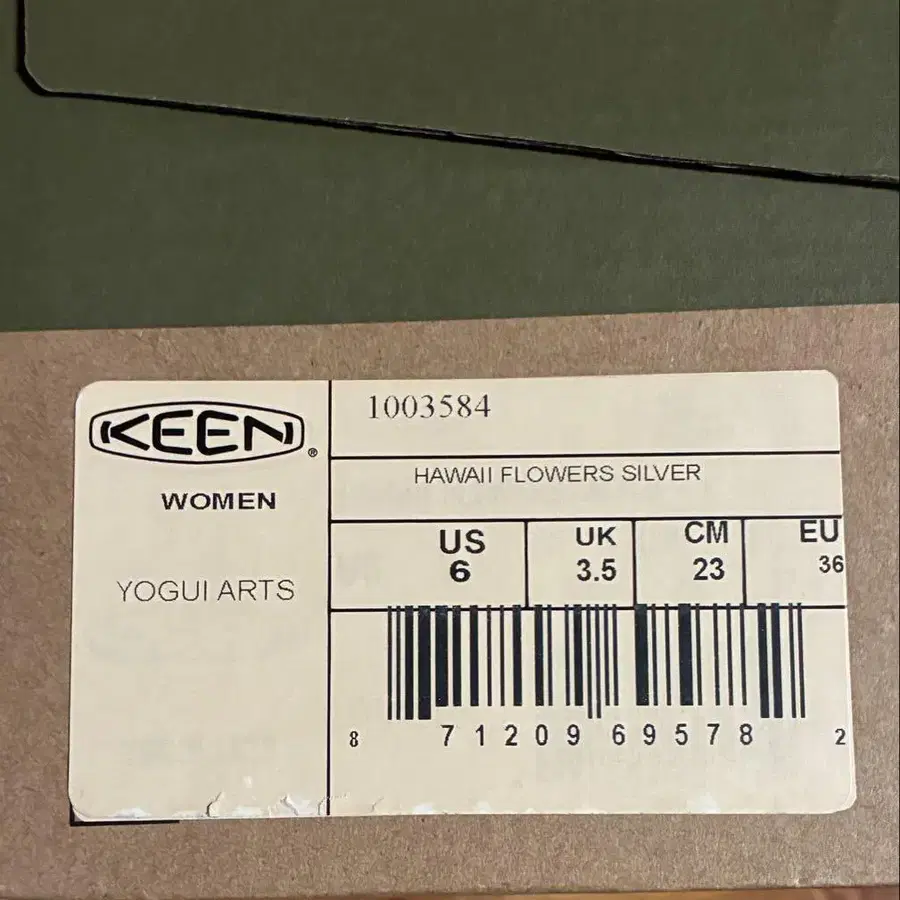 KEEN®
WOMEN
YOGUI ARTS
1003584
HAWAII FLOWERS SILVER
US UK CM EU
6 3.5 23 36
8 71209 69578 2